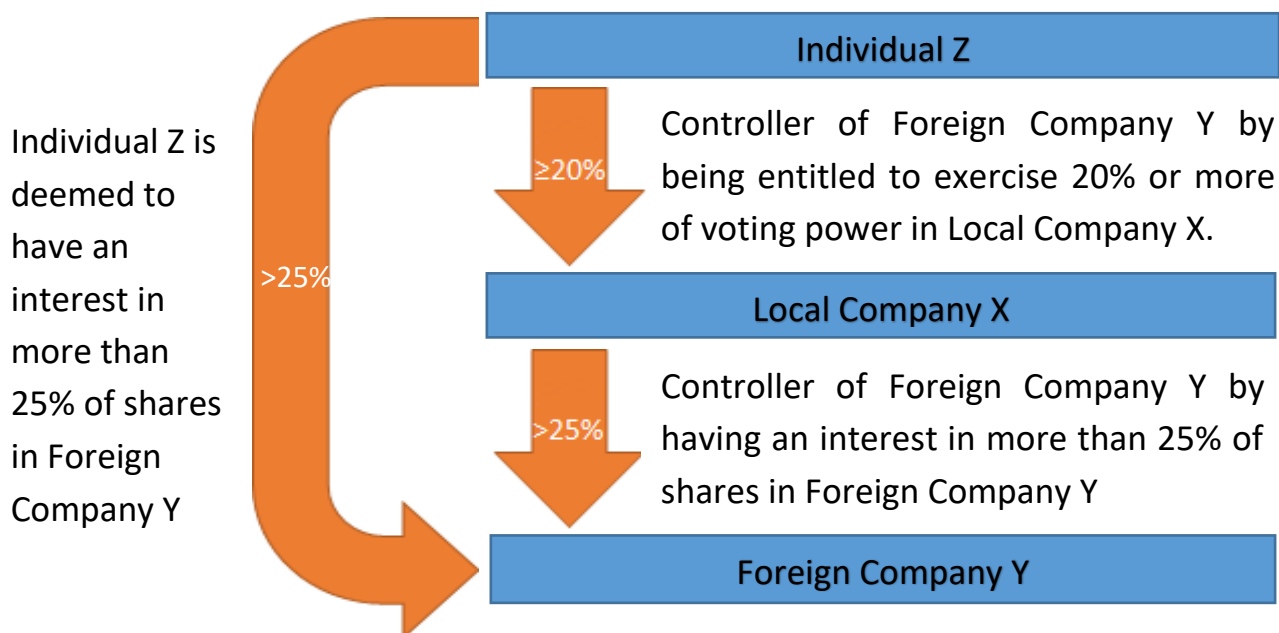 Individual Z
≥20%
Controller of Foreign Company Y by
being entitled to exercise 20% or more
of voting power in Local Company X.
Individual Z is
deemed to
have an
interest in
more than
25% of shares
in Foreign
Company Y
>25%
Local Company X
>25%
Controller of Foreign Company Y by
having an interest in more than 25% of
shares in Foreign Company Y
Foreign Company Y